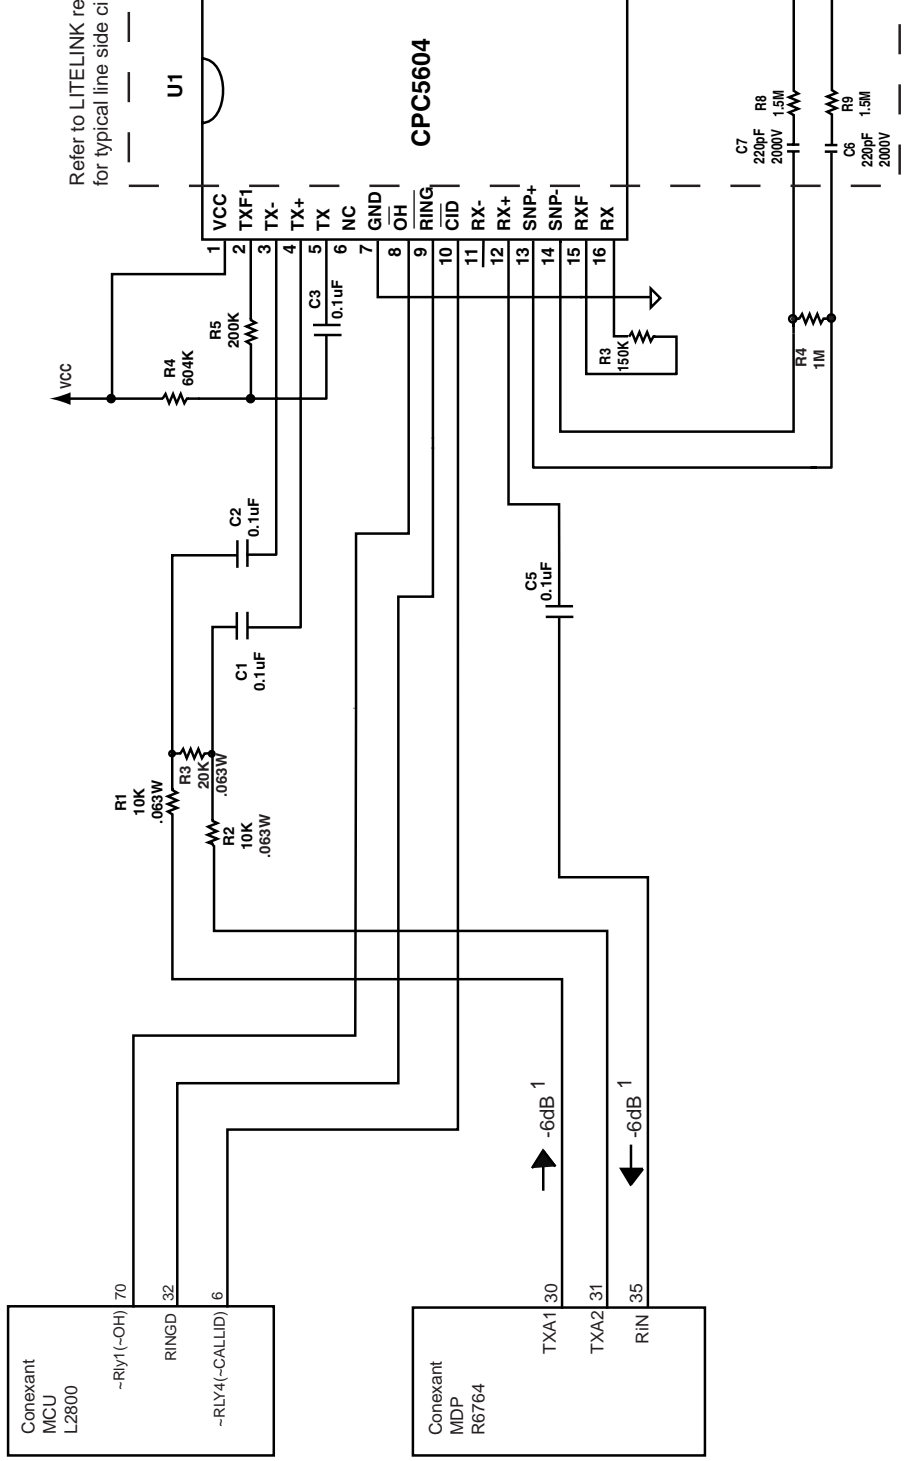 Refer to LITELINK re
for typical line side ci
U1
CPC5604
VCC
TXF1
TX-
TX+
TX
NC
GND
OH
RING
CID
RX-
RX+
SNP+
SNP-
RXF
RX
1
2
3
4
5
6
7
8
9
10
11
12
13
14
15
16
R8
1.5M
R9
1.5M
C7
220pF
2000V
C6
220pF
2000V
VCC
R4
604K
R5
200K
C3
0.1uF
R3
150K
R4
1M
C2
0.1uF
C1
0.1uF
C5
0.1uF
R1
10K
.063W
R3
20K
.063W
R2
10K
.063W
-6dB 1
-6dB 1
Conexant
MCU
L2800
~Rly1(~OH) 70
RINGD 32
~RLY4(~CALLID) 6
Conexant
MDP
R6764
TXA1 30
TXA2 31
RiN 35